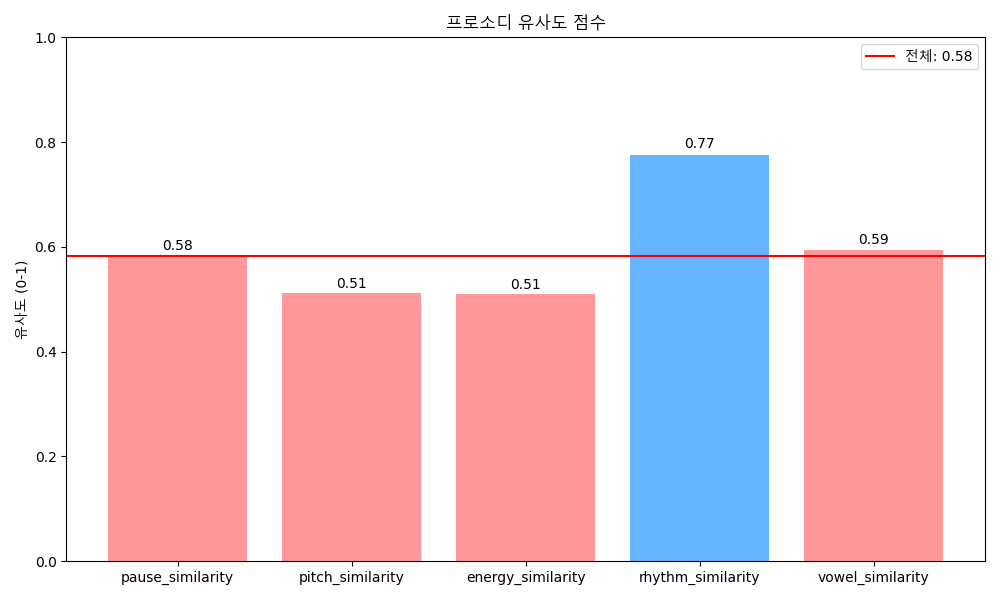 프로소디 유사도 점수
전체: 0.58
유사도 (0-1)
1.0
0.8
0.6
0.4
0.2
0.0
0.58
0.51
0.51
0.77
0.59
pause_similarity
pitch_similarity
energy_similarity
rhythm_similarity
vowel_similarity